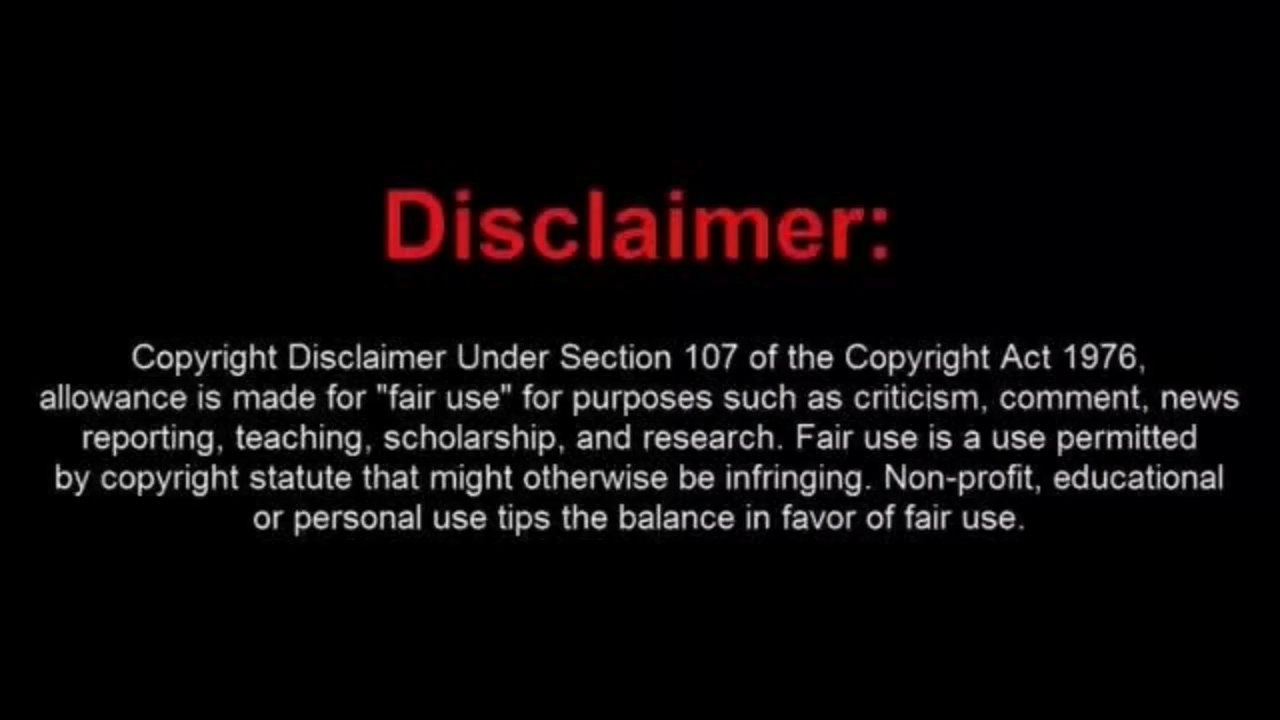 Disclaimer:
Copyright Disclaimer Under Section 107 of the Copyright Act 1976,
allowance is made for "fair use" for purposes such as criticism, comment, news
reporting, teaching, scholarship, and research. Fair use is a use permitted
by copyright statute that might otherwise be infringing. Non-profit, educational
or personal use tips the balance in favor of fair use.